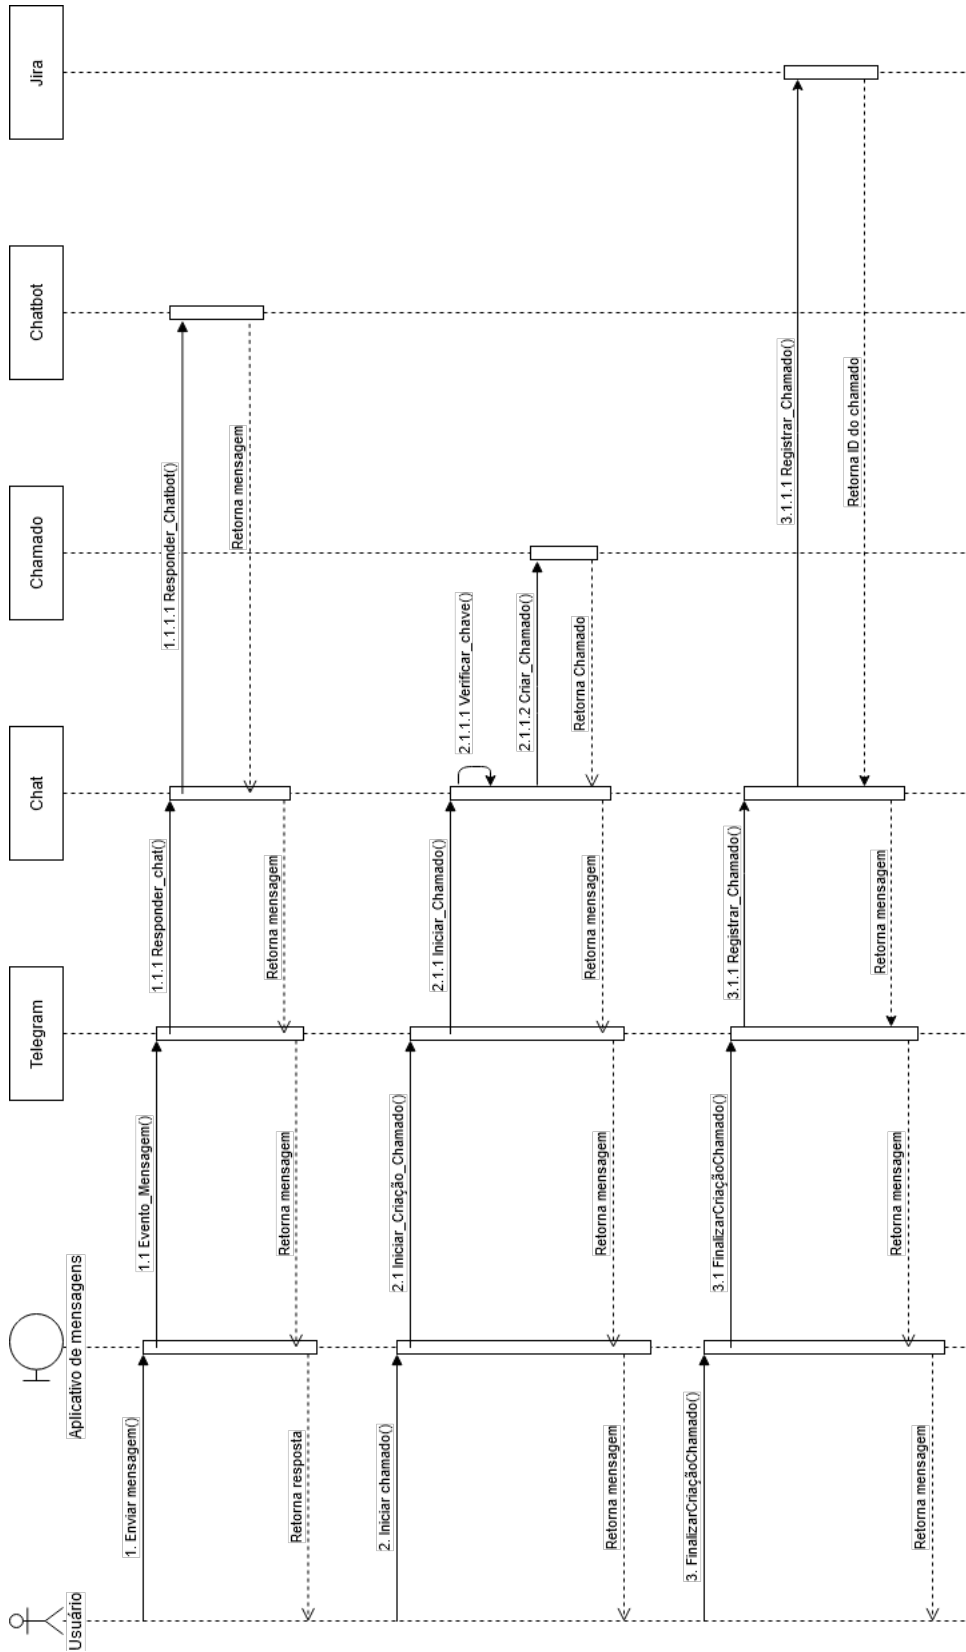 Usuário
Aplicativo de mensagens
Telegram
Chat
Chamado
Chatbot
Jira
1. Enviar mensagem()
1.1 Evento_Mensagem()
1.1.1 Responder_chat()
1.1.1.1 Responder_Chatbot()
Retorna mensagem
Retorna mensagem
Retorna mensagem
Retorna resposta
2. Iniciar chamado()
2.1 Iniciar_Criação_Chamado()
2.1.1 Iniciar_Chamado()
2.1.1.1 Verificar_chave()
2.1.1.2 Criar_Chamado()
Retorna Chamado
Retorna mensagem
Retorna mensagem
Retorna mensagem
3. FinalizarCriaçãoChamado()
3.1 FinalizarCriaçãoChamado()
3.1.1 Registrar_Chamado()
3.1.1.1 Registrar_Chamado()
Retorna ID do chamado
Retorna mensagem
Retorna mensagem
Retorna mensagem